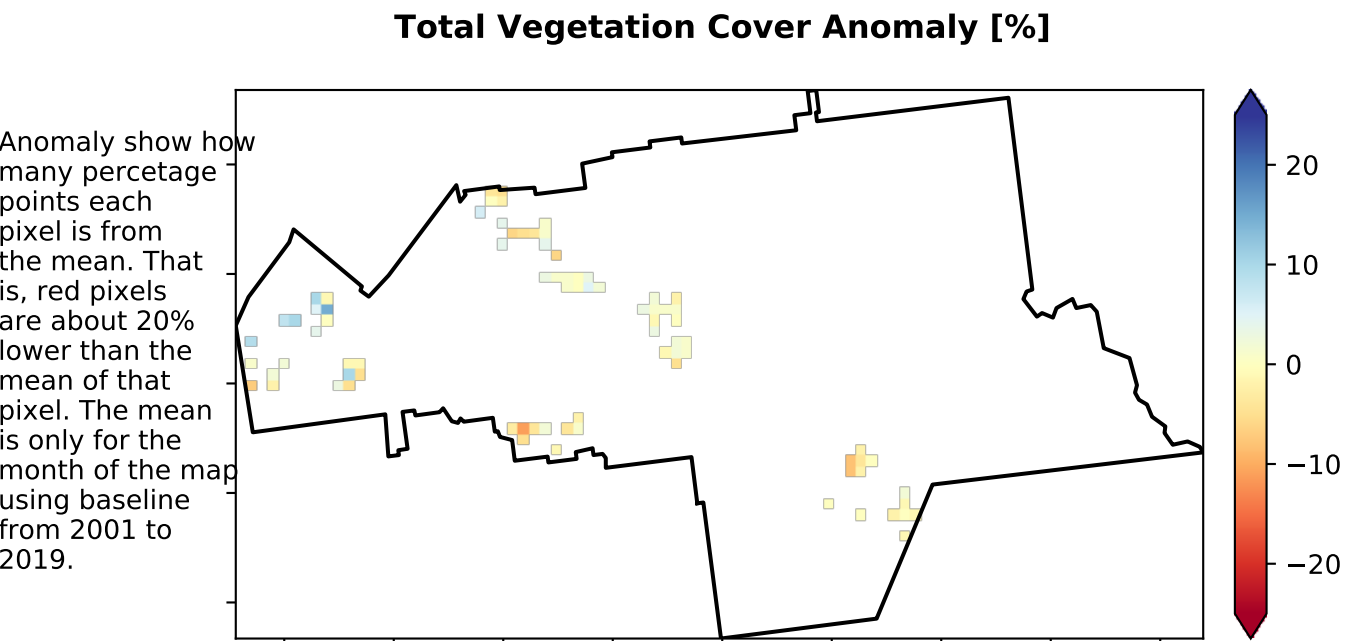 Total Vegetation Cover Anomaly [%]
Anomaly show how
many percetage
points each
pixel is from
the mean. That
is, red pixels
are about 20%
lower than the
mean of that
pixel. The mean
is only for the
month of the map
using baseline
from 2001 to
2019.
20
10
0
−10
−20